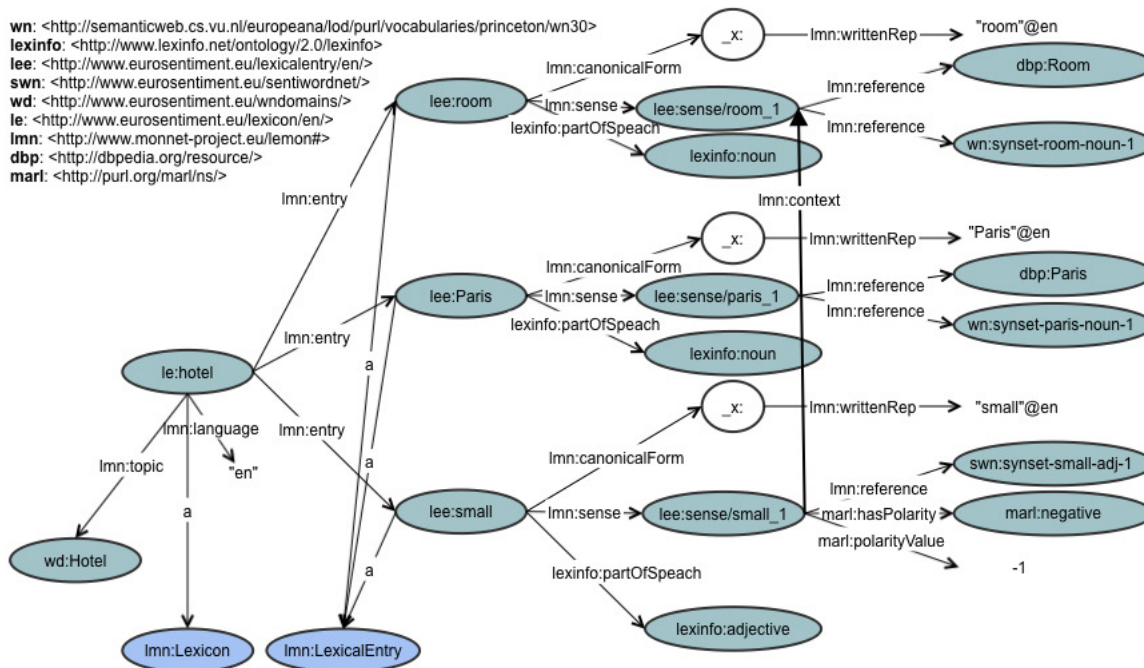 wn: <http://semanticweb.cs.vu.nl/europeana/lod/purl/vocabularies/princeton/wn30>
lexinfo: <http://www.lexinfo.net/ontology/2.0/lexinfo>
lee: <http://www.eurosentiment.eu/lexicalentry/en/>
swn: <http://www.eurosentiment.eu/sentiwordnet/>
wd: <http://www.eurosentiment.eu/wndomains/>
le: <http://www.eurosentiment.eu/lexicon/en/>
lmn: <http://www.monnet-project.eu/lemon#>
dbp: <http://dbpedia.org/resource/>
marl: <http://purl.org/marl/ns/>
_x:
lmn:writtenRep
"room"@en
lmn:canonicalForm
dbp:Room
lmn:reference
lee:room
lmn:sense
lee:sense/room_1
lexinfo:partOfSpeach
lmn:reference
lexinfo:noun
wn:synset-room-noun-1
lmn:entry
lmn:context
_x:
lmn:writtenRep
"Paris"@en
lmn:canonicalForm
dbp:Paris
lmn:reference
lee:Paris
lmn:sense
lee:sense/paris_1
lmn:reference
lexinfo:partOfSpeach
wn:synset-paris-noun-1
lmn:entry
lexinfo:noun
a
le:hotel
_x:
lmn:writtenRep
"small"@en
lmn:language
lmn:entry
a
lmn:canonicalForm
lmn:topic
"en"
swn:synset-small-adj-1
lmn:reference
a
lee:small
lmn:sense
lee:sense/small_1
marl:hasPolarity
marl:negative
marl:polarityValue
wd:Hotel
a
lexinfo:partOfSpeach
-1
lexinfo:adjective
lmn:Lexicon
lmn:LexicalEntry